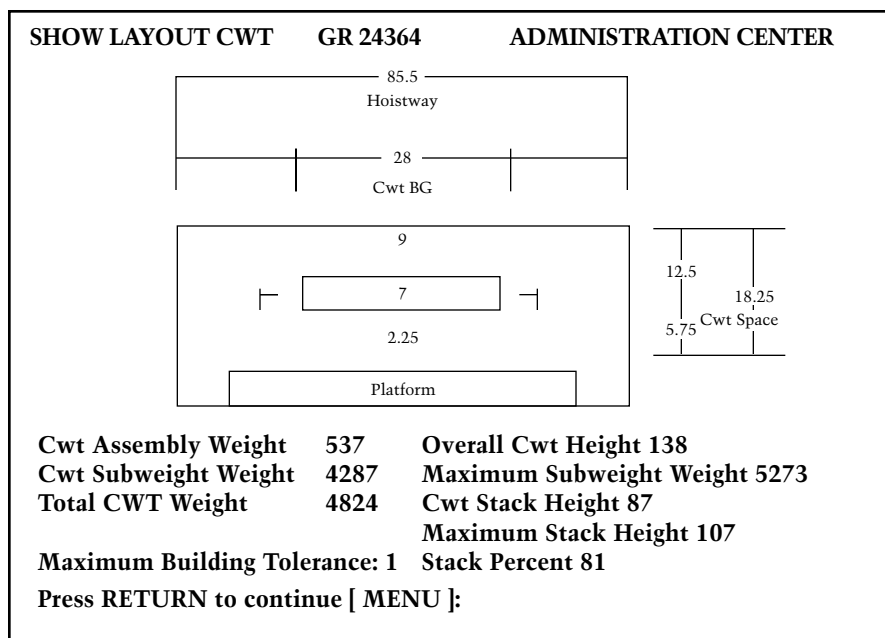 SHOW LAYOUT CWT GR 24364 ADMINISTRATION CENTER
85.5
Hoistway
28
Cwt BG
9
12.5
7
18.25
Cwt Space
5.75
2.25
Platform
Cwt Assembly Weight 537 Overall Cwt Height 138
Cwt Subweight Weight 4287 Maximum Subweight Weight 5273
Total CWT Weight 4824 Cwt Stack Height 87
Maximum Stack Height 107
Maximum Building Tolerance: 1 Stack Percent 81
Press RETURN to continue [ MENU ]: